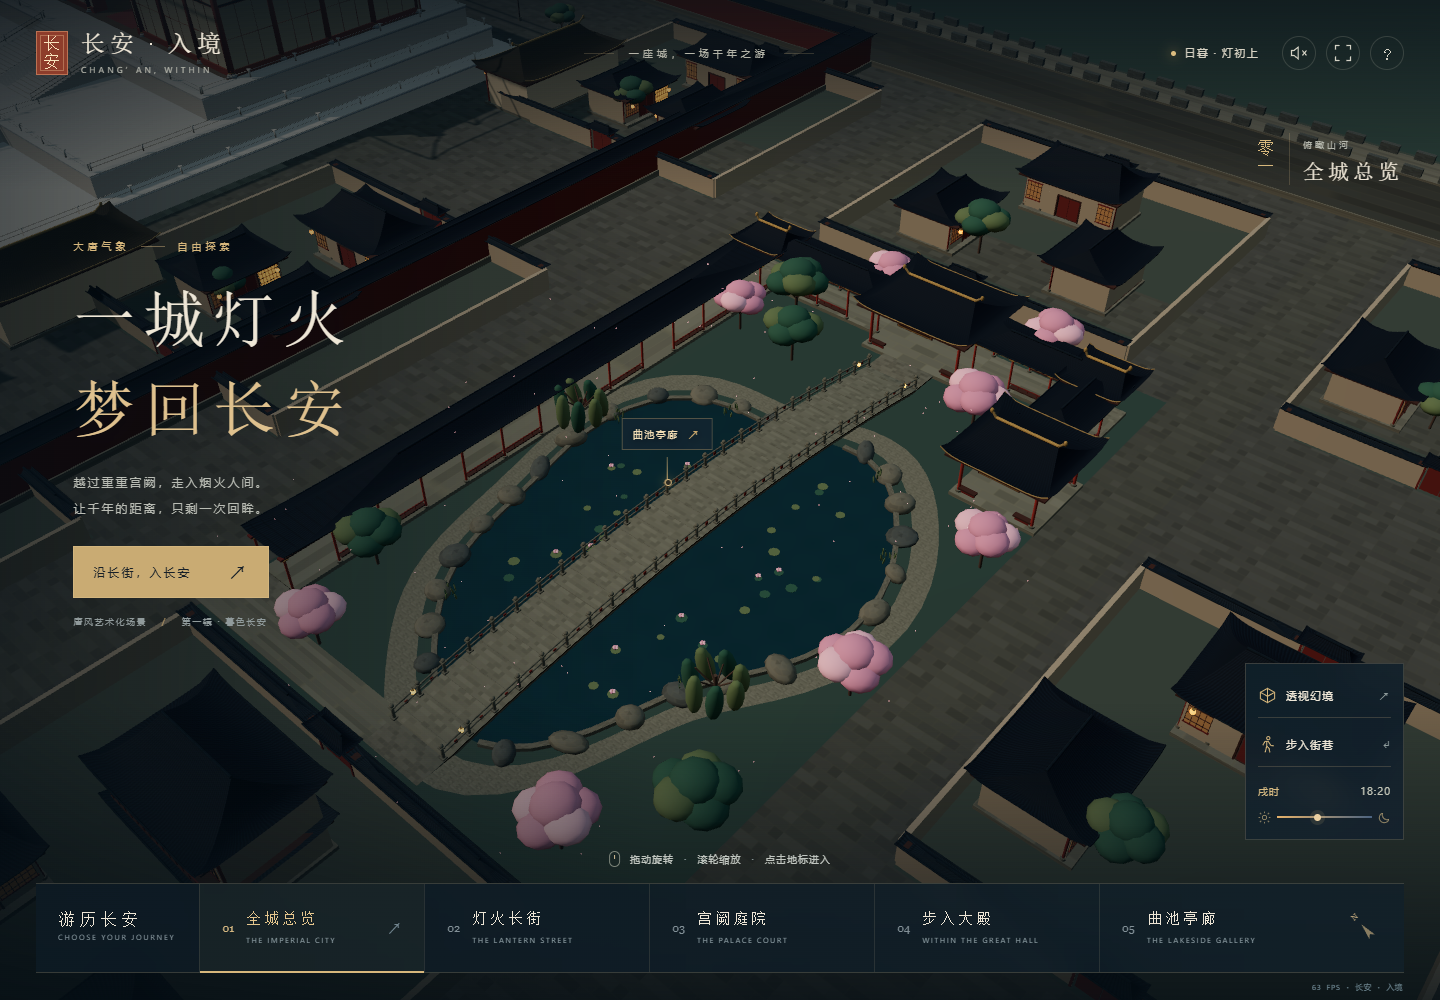 长安
长安 · 入境
CHANG' AN, WITHIN
一座城，一场千年之游
日暮 · 灯初上
?
零一
俯瞰山河
全城总览
大唐气象 — 自由探索
一城灯火
梦回长安
越过重重宫阙，走入烟火人间。
让千年的距离，只剩一次回眸。
沿长街，入长安 ↗
唐风艺术化场景 / 第一辑 · 暮色长安
曲池亭廊 ↗
透视幻境 ↗
步入街巷
戌时 18:20
拖动旋转 · 滚轮缩放 · 点击地标进入
游历长安
CHOOSE YOUR JOURNEY
01 全城总览 ↗
THE IMPERIAL CITY
02 灯火长街
THE LANTERN STREET
03 宫阙庭院
THE PALACE COURT
04 步入大殿
WITHIN THE GREAT HALL
05 曲池亭廊
THE LAKESIDE GALLERY
63 FPS · 长安 · 入境